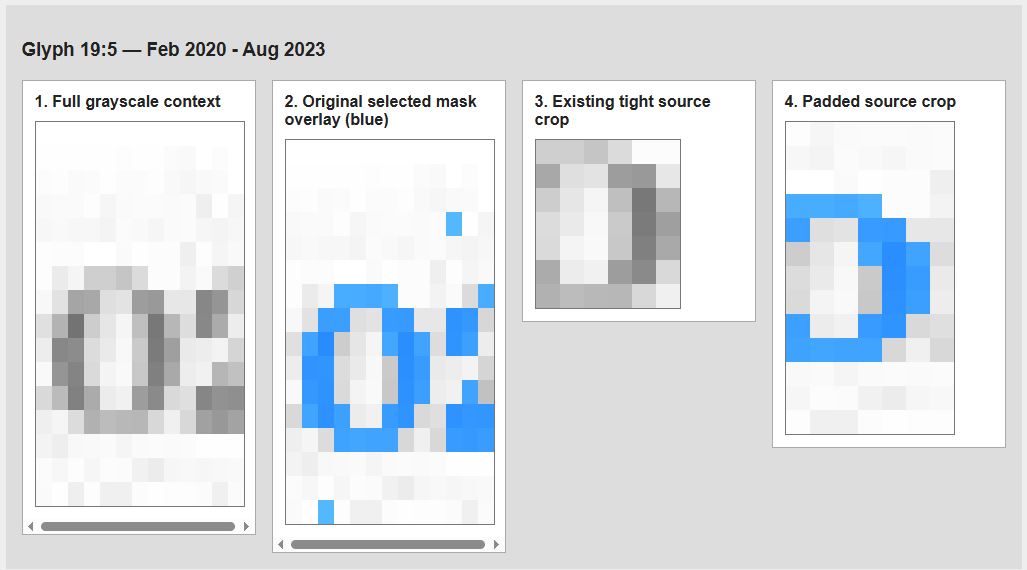 Glyph 19:5 — Feb 2020 - Aug 2023
1. Full grayscale context
2. Original selected mask
overlay (blue)
3. Existing tight source
crop
4. Padded source crop